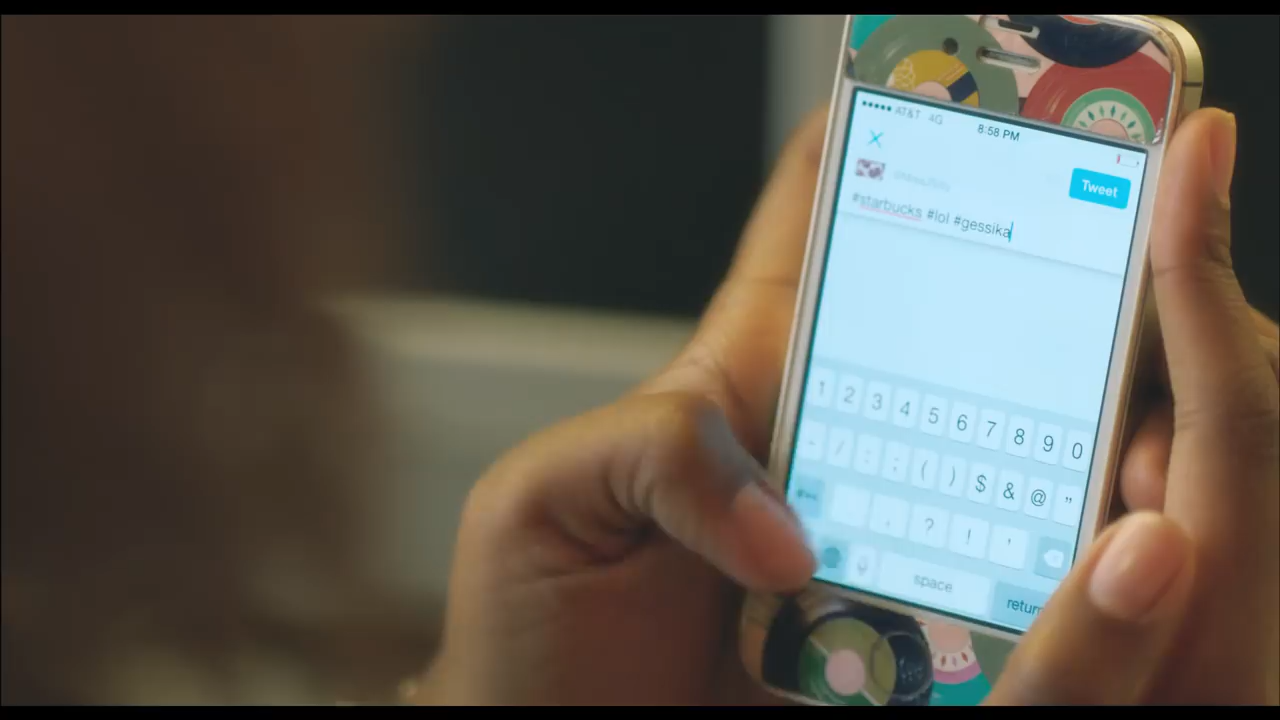 AT&T 4G 8:58 PM
Tweet
#starbucks #lol #gessika
1 2 3 4 5 6 7 8 9 0
- / : ; ( ) $ & @ "
. , ? ! '
space return